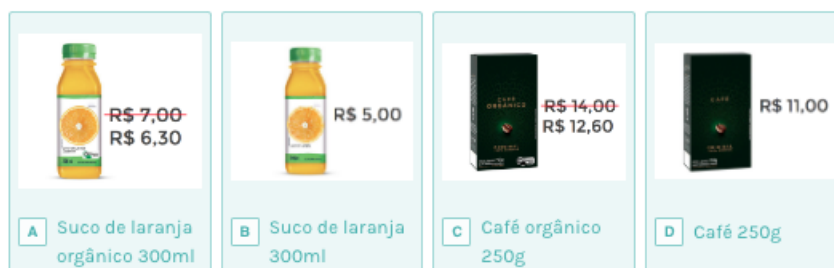 R$ 7,00
R$ 6,30
R$ 5,00
CAFÉ
ORGÂNICO
R$ 14,00
R$ 12,60
CAFÉ
R$ 11,00
A Suco de laranja
orgânico 300ml
B Suco de laranja
300ml
C Café orgânico
250g
D Café 250g